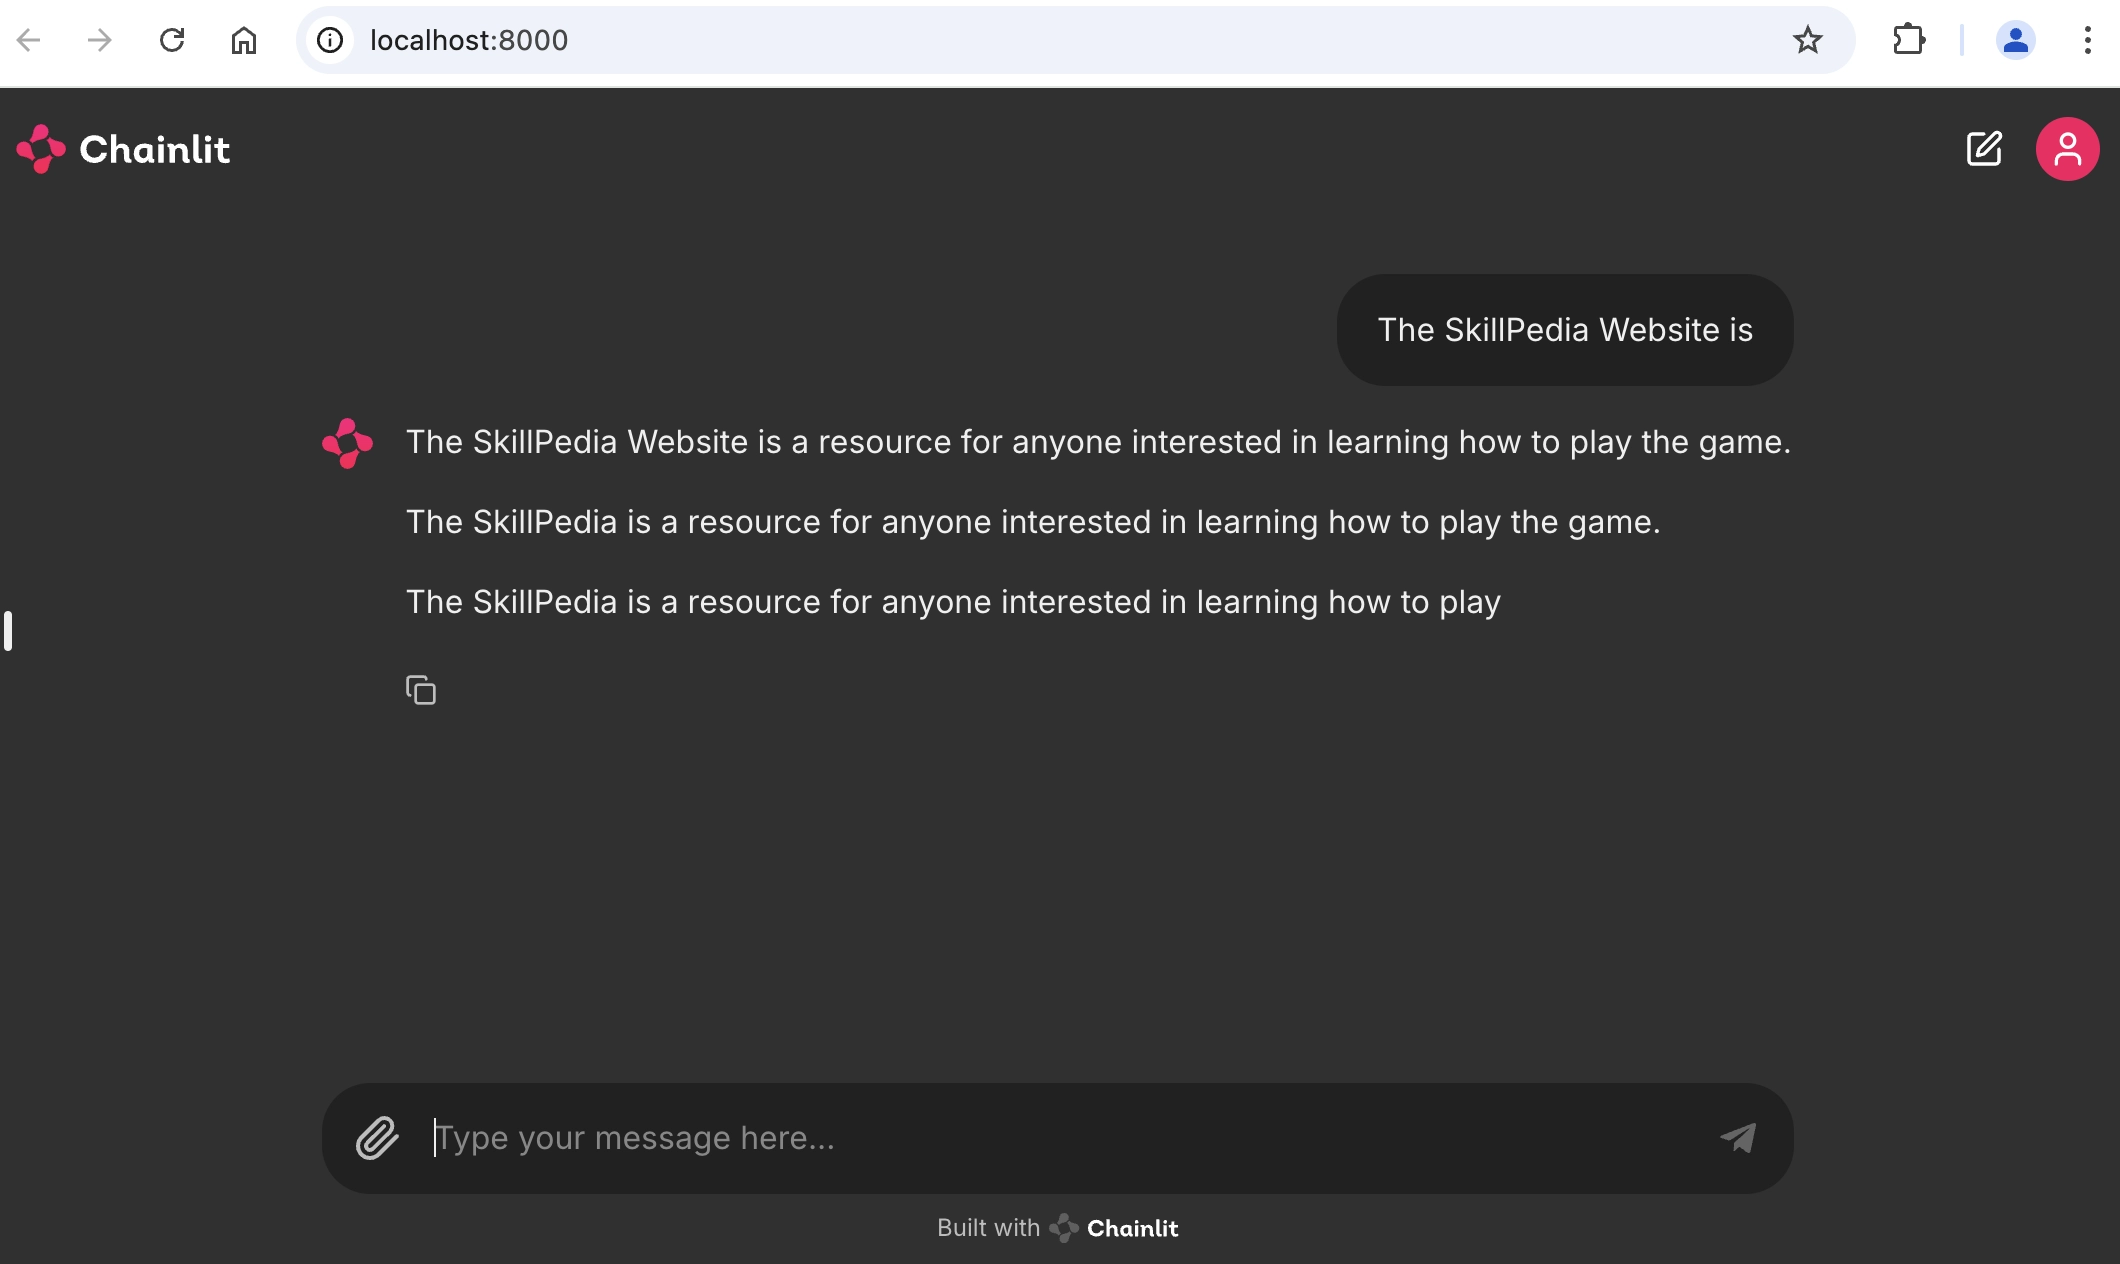 localhost:8000
Chainlit
The SkillPedia Website is
The SkillPedia Website is a resource for anyone interested in learning how to play the game.
The SkillPedia is a resource for anyone interested in learning how to play the game.
The SkillPedia is a resource for anyone interested in learning how to play
Type your message here...
Built with Chainlit